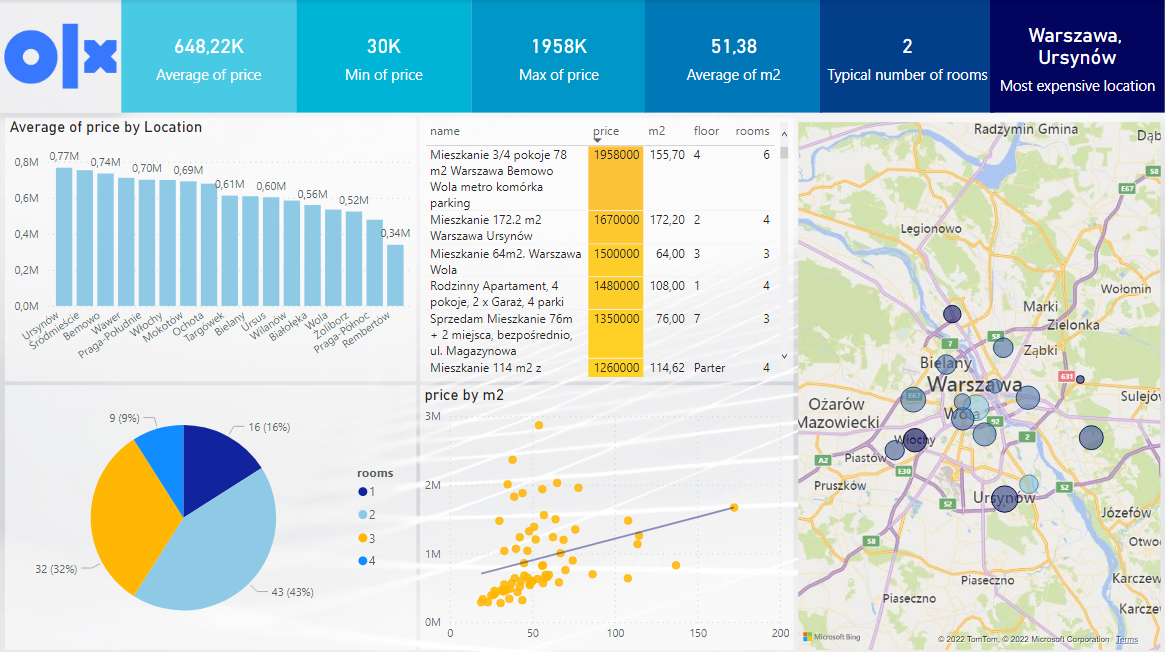 olx
648,22K
Average of price
30K
Min of price
1958K
Max of price
51,38
Average of m2
2
Typical number of rooms
Warszawa,
Ursynów
Most expensive location
Average of price by Location
0,8M
0,6M
0,4M
0,2M
0,0M
0,77M
0,74M
0,70M
0,69M
0,61M
0,60M
0,56M
0,52M
0,34M
Ursynów
Śródmieście
Bemowo
Wawer
Praga-Południe
Włochy
Mokotów
Ochota
Targówek
Bielany
Ursus
Wilanów
Białołęka
Wola
Żoliborz
Praga-Północ
Rembertów
name price m2 floor rooms
Mieszkanie 3/4 pokoje 78 1958000 155,70 4 6
m2 Warszawa Bemowo
Wola metro komórka
parking
Mieszkanie 172.2 m2 1670000 172,20 2 4
Warszawa Ursynów
Mieszkanie 64m2. Warszawa 1500000 64,00 3 3
Wola
Rodzinny Apartament, 4 1480000 108,00 1 4
pokoje, 2 x Garaż, 4 parki
Sprzedam Mieszkanie 76m 1350000 76,00 7 3
+ 2 miejsca, bezpośrednio,
ul. Magazynowa
Mieszkanie 114 m2 z 1260000 114,62 Parter 4
9 (9%)
16 (16%)
32 (32%)
43 (43%)
rooms
1
2
3
4
price by m2
3M
2M
1M
0M
0
50
100
150
200
Radzymin Gmina
Dąb
S8
E67
Legionowo
Wołomin
Marki
Zielonka
S8
7
Ząbki
Bielany
631
Warszawa
E67
Sulejów
Ożarów
Mazowiecki
Wola
92
Włochy
2
Piastów
A2
E30
Pruszków
S2
S2
Ursynów
Józefów
S8
Otwo
Piaseczno
Karczew
Piaseczno
Karcze
Microsoft Bing
© 2022 TomTom, © 2022 Microsoft Corporation Terms